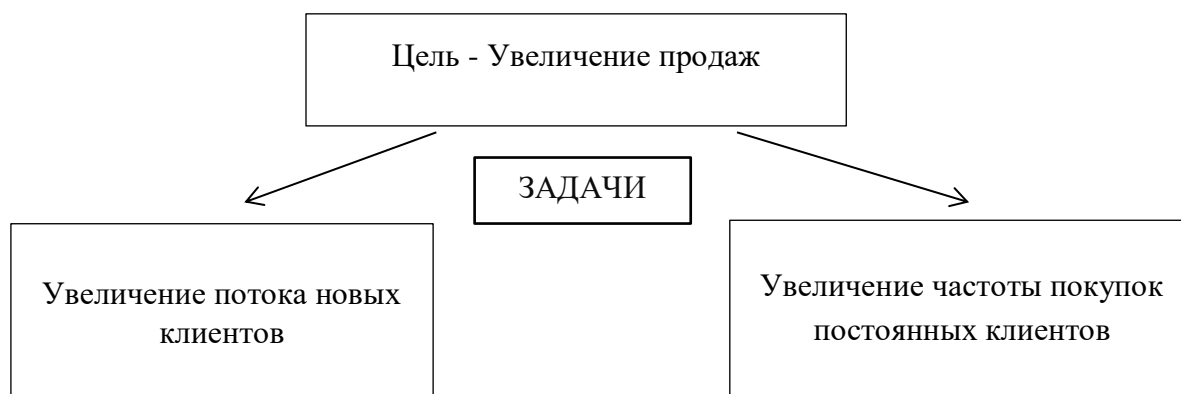 Цель - Увеличение продаж
ЗАДАЧИ
Увеличение потока новых
клиентов
Увеличение частоты покупок
постоянных клиентов